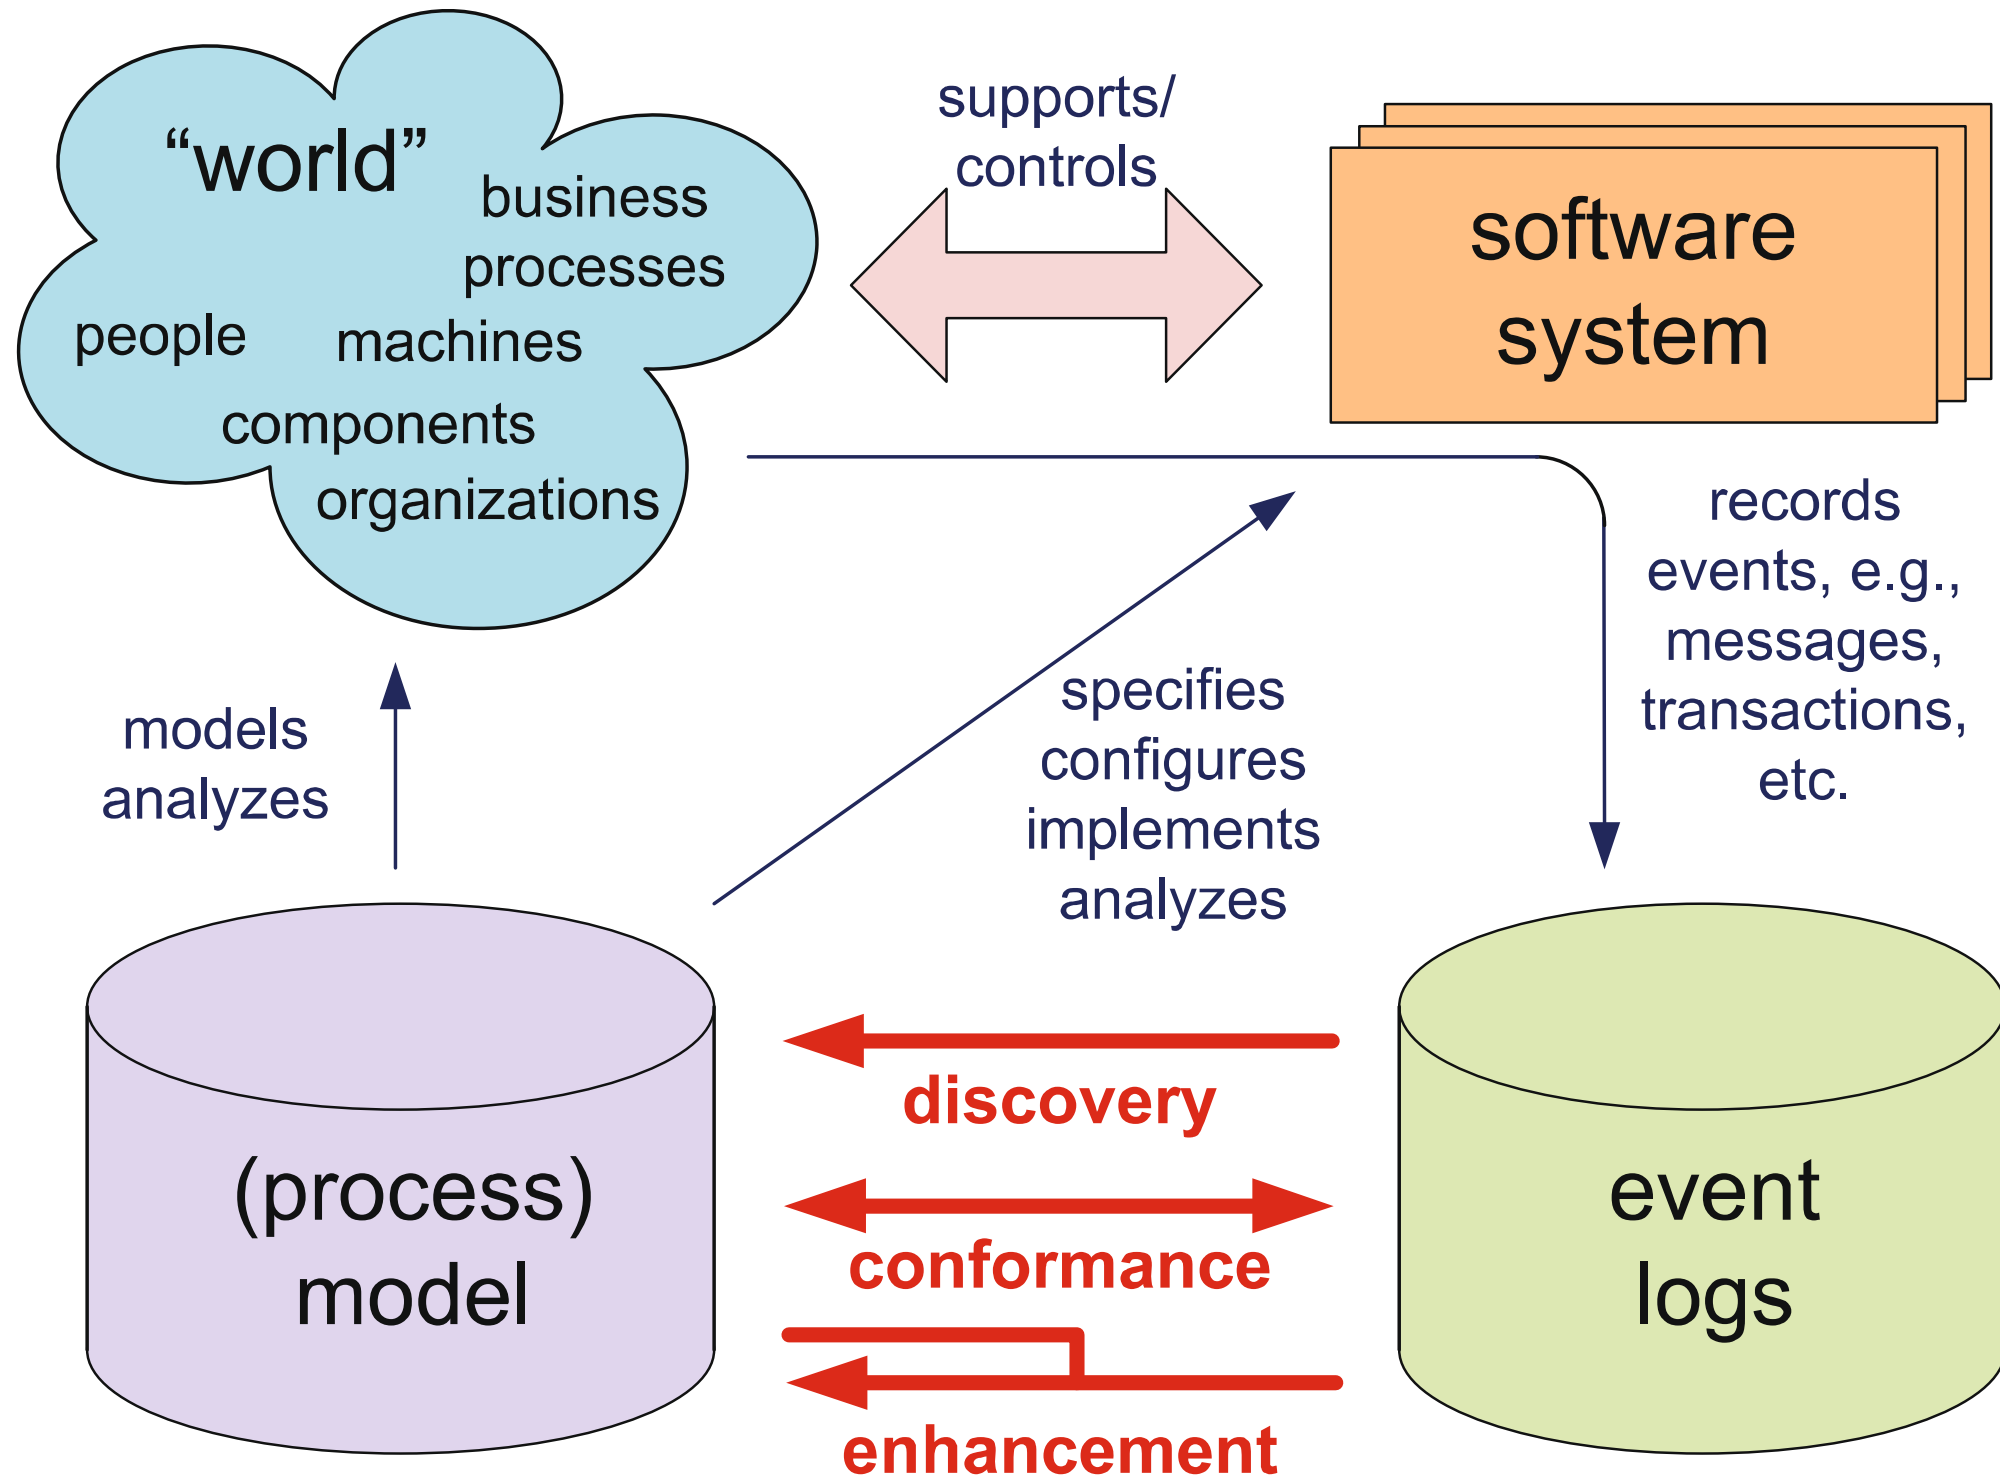 “world”
business
processes
people
machines
components
organizations
supports/
controls
software
system
records
events, e.g.,
messages,
transactions,
etc.
models
analyzes
specifies
configures
implements
analyzes
(process)
model
discovery
conformance
enhancement
event
logs